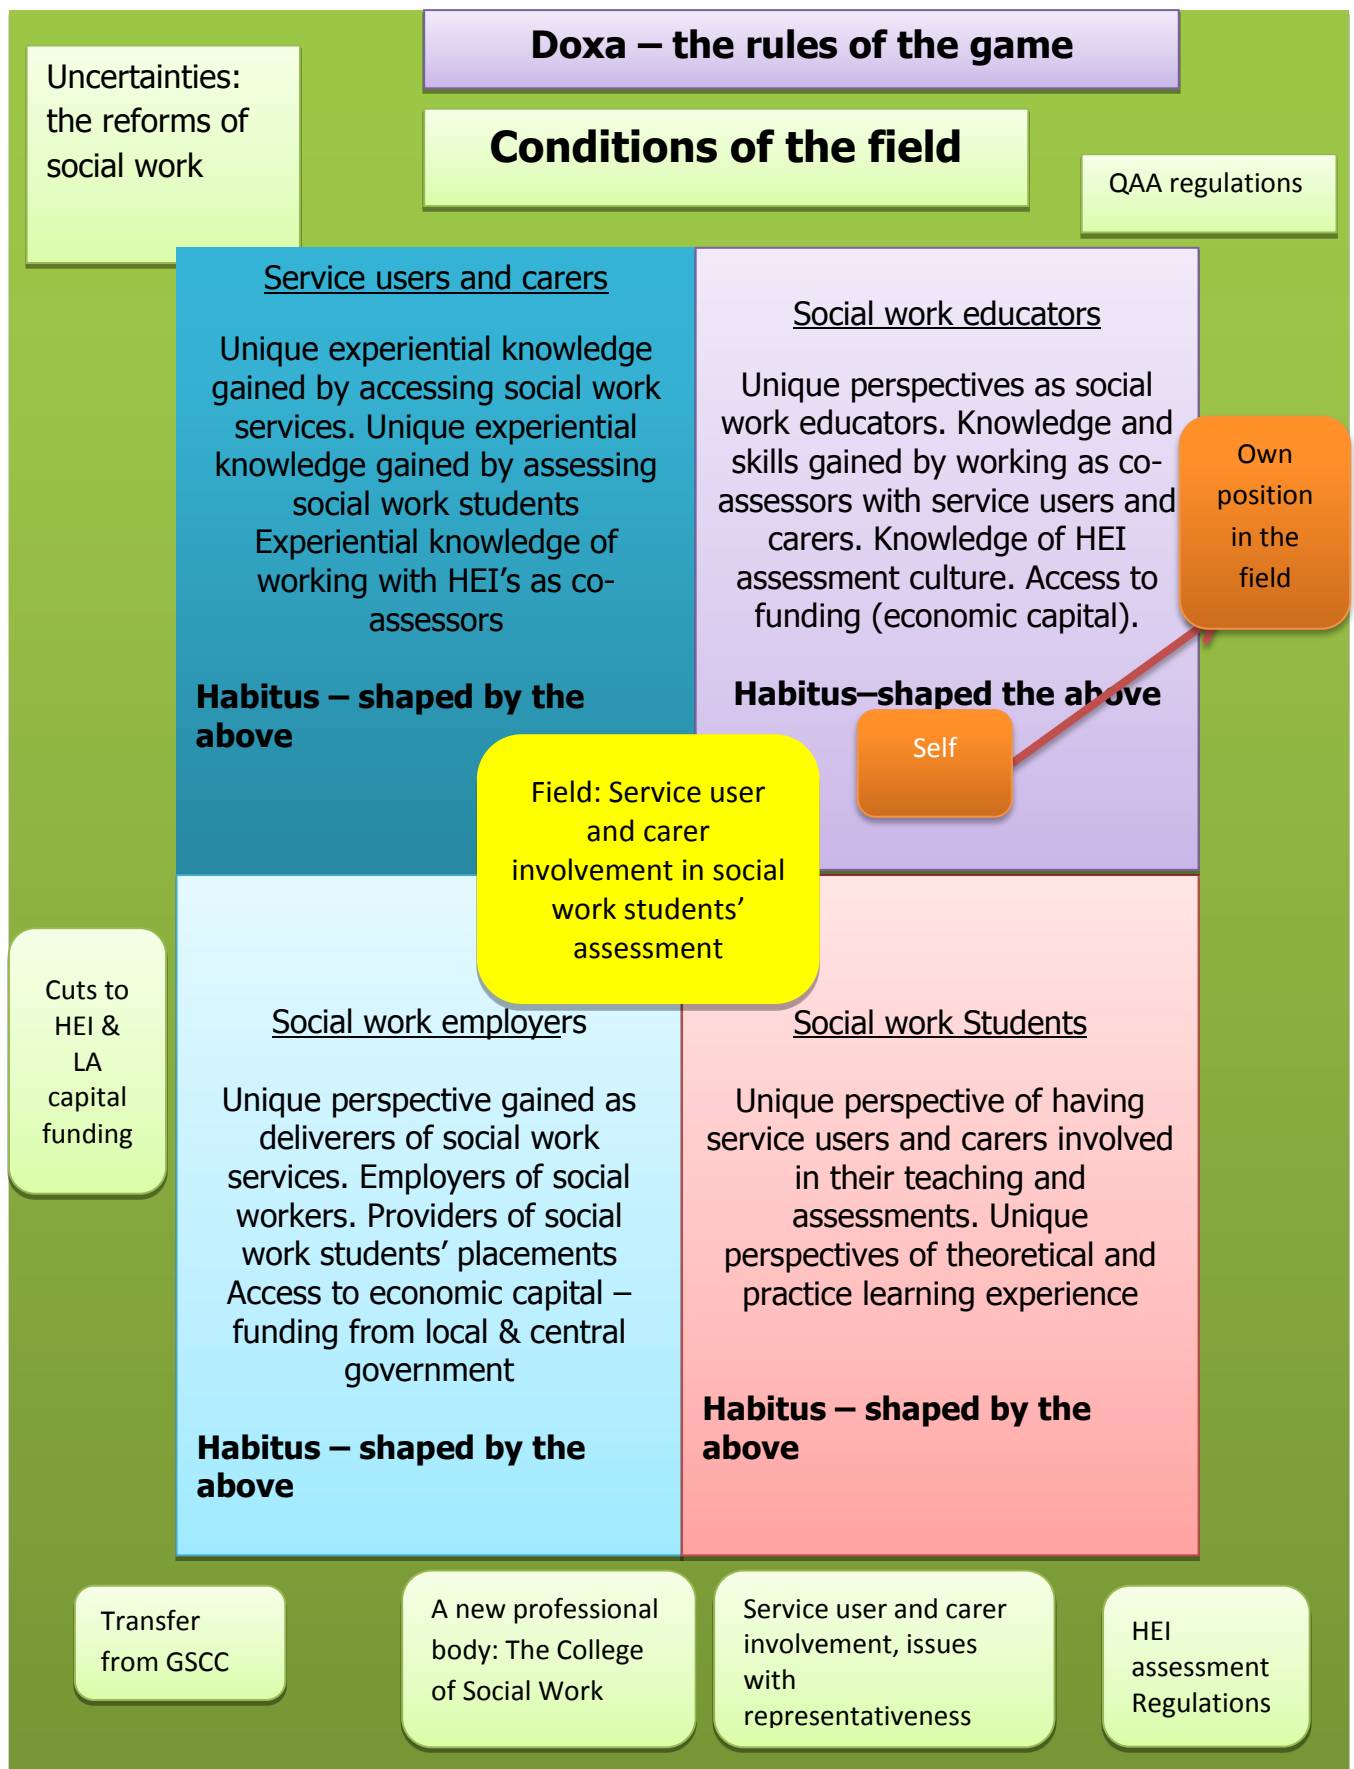 Doxa – the rules of the game
Uncertainties:
the reforms of
social work
Conditions of the field
QAA regulations
Service users and carers
Unique experiential knowledge
gained by accessing social work
services. Unique experiential
knowledge gained by assessing
social work students
Experiential knowledge of
working with HEI’s as co-
assessors
Habitus – shaped by the
above
Social work educators
Unique perspectives as social
work educators. Knowledge and
skills gained by working as co-
assessors with service users and
carers. Knowledge of HEI
assessment culture. Access to
funding (economic capital).
Habitus–shaped the above
Own
position
in the
field
Self
Field: Service user
and carer
involvement in social
work students’
assessment
Cuts to
HEI &
LA
capital
funding
Social work employers
Unique perspective gained as
deliverers of social work
services. Employers of social
workers. Providers of social
work students’ placements
Access to economic capital –
funding from local & central
government
Habitus – shaped by the
above
Social work Students
Unique perspective of having
service users and carers involved
in their teaching and
assessments. Unique
perspectives of theoretical and
practice learning experience
Habitus – shaped by the
above
Transfer
from GSCC
A new professional
body: The College
of Social Work
Service user and carer
involvement, issues
with
representativeness
HEI
assessment
Regulations